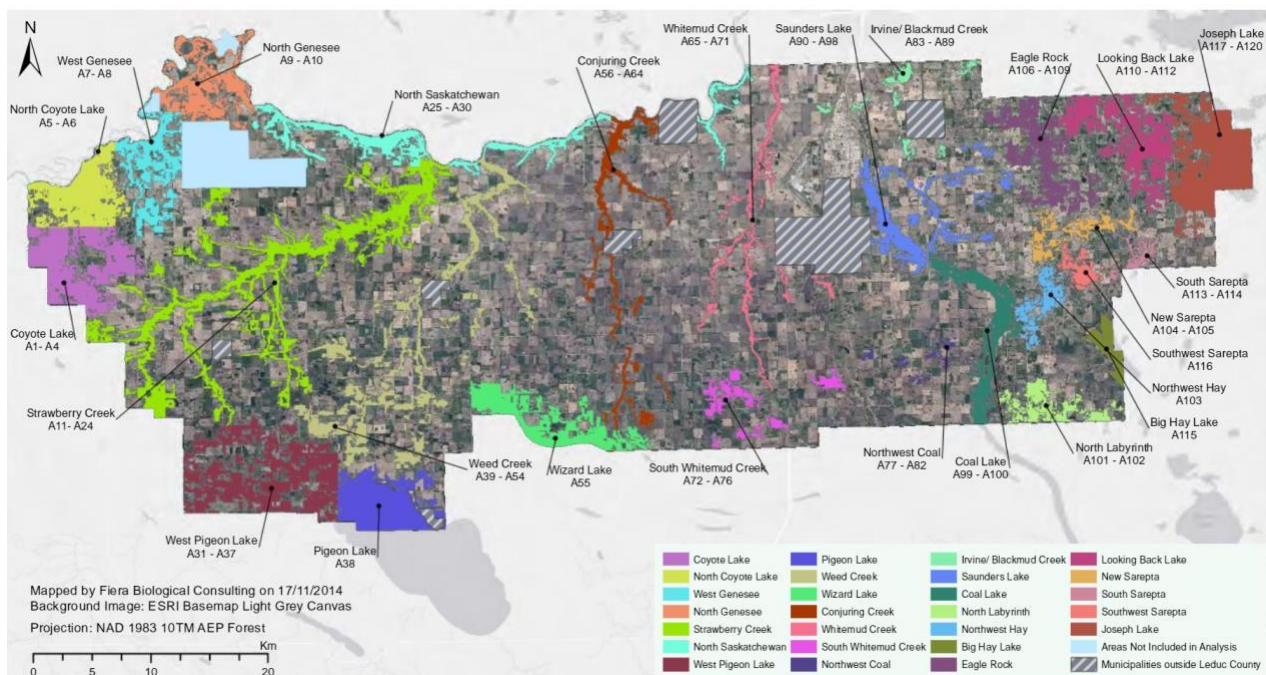 N
North Genesee
A9 - A10
West Genesee
A7- A8
North Coyote Lake
A5 - A6
North Saskatchewan
A25 - A30
Conjuring Creek
A56 - A64
Whitemud Creek
A65 - A71
Saunders Lake
A90 - A98
Irvine/ Blackmud Creek
A83 - A89
Eagle Rock
A106 - A109
Looking Back Lake
A110 - A112
Joseph Lake
A117 - A120
Coyote Lake
A1- A4
Strawberry Creek
A11- A24
West Pigeon Lake
A31 - A37
Pigeon Lake
A38
Weed Creek
A39 - A54
Wizard Lake
A55
South Whitemud Creek
A72 - A76
Northwest Coal
A77 - A82
Coal Lake
A99 - A100
North Labyrinth
A101 - A102
Big Hay Lake
A115
Northwest Hay
A103
Southwest Sarepta
A116
New Sarepta
A104 - A105
South Sarepta
A113 - A114
Mapped by Fiera Biological Consulting on 17/11/2014
Background Image: ESRI Basemap Light Grey Canvas
Projection: NAD 1983 10TM AEP Forest
Km
0 5 10 20
Coyote Lake
North Coyote Lake
West Genesee
North Genesee
Strawberry Creek
North Saskatchewan
West Pigeon Lake
Pigeon Lake
Weed Creek
Wizard Lake
Conjuring Creek
Whitemud Creek
South Whitemud Creek
Northwest Coal
Irvine/ Blackmud Creek
Saunders Lake
Coal Lake
North Labyrinth
Northwest Hay
Big Hay Lake
Eagle Rock
Looking Back Lake
New Sarepta
South Sarepta
Southwest Sarepta
Joseph Lake
Areas Not Included in Analysis
Municipalities outside Leduc County